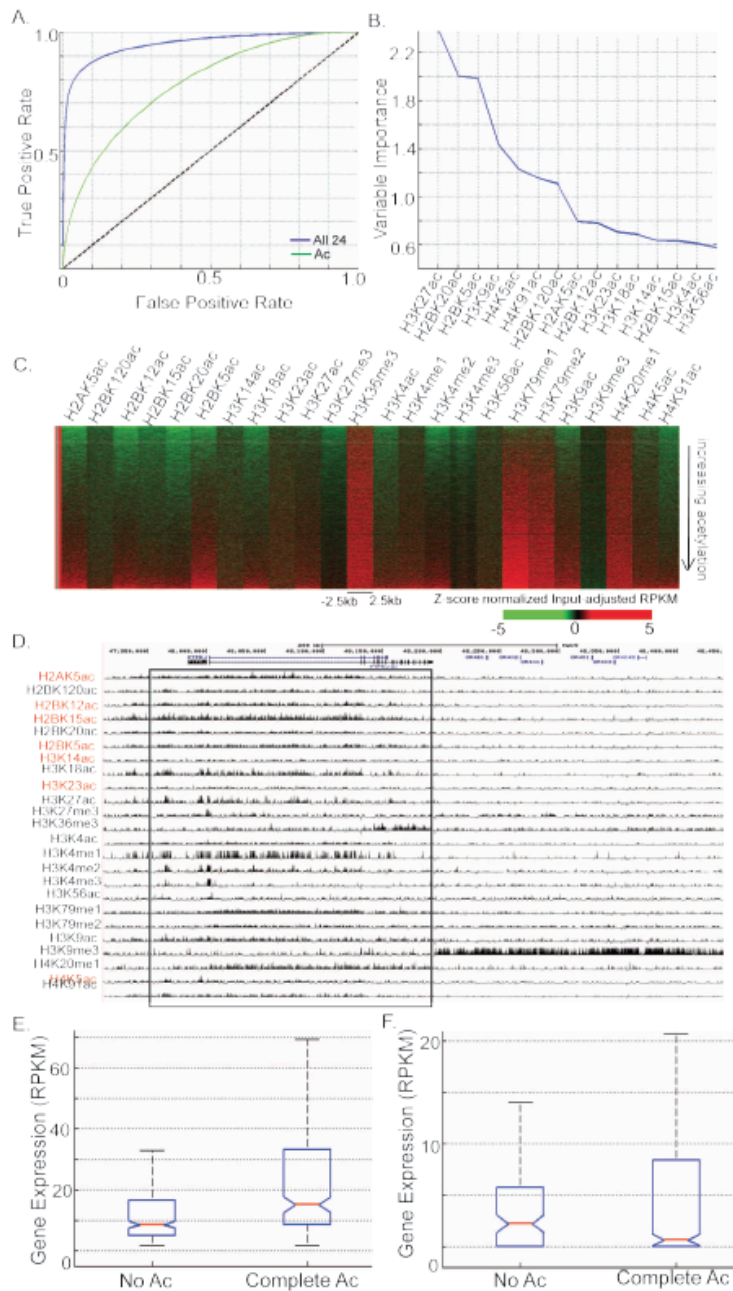 A.
1.0
0.5
0
0.5
1.0
True Positive Rate
False Positive Rate
All 24
Ac
B.
2.2
1.8
1.4
1.0
0.6
Variable Importance
H3K27ac
H2BK20ac
H2BK5ac
H3K9ac
H4K5ac
H4K91ac
H2BK120ac
H2AK5ac
H2BK12ac
H3K23ac
H3K18ac
H3K14ac
H2BK15ac
H3K4ac
H3K56ac
C.
H2AK5ac
H2BK120ac
H2BK12ac
H2BK15ac
H2BK20ac
H2BK5ac
H3K14ac
H3K18ac
H3K23ac
H3K27ac
H3K27me3
H3K36me3
H3K4ac
H3K4me1
H3K4me2
H3K4me3
H3K56ac
H3K79me1
H3K79me2
H3K9ac
H3K9me3
H4K20me1
H4K5ac
H4K91ac
increasing acetylation
-2.5kb
2.5kb
Z score normalized Input-adjusted RPKM
-5
0
5
D.
H2AK5ac
H2BK120ac
H2BK12ac
H2BK15ac
H2BK20ac
H2BK5ac
H3K14ac
H3K18ac
H3K23ac
H3K27ac
H3K27me3
H3K36me3
H3K4ac
H3K4me1
H3K4me2
H3K4me3
H3K56ac
H3K79me1
H3K79me2
H3K9ac
H3K9me3
H4K20me1
H4K5ac
H4K91ac
E.
Gene Expression (RPKM)
60
40
20
0
No Ac
Complete Ac
F.
Gene Expression (RPKM)
20
10
0
No Ac
Complete Ac